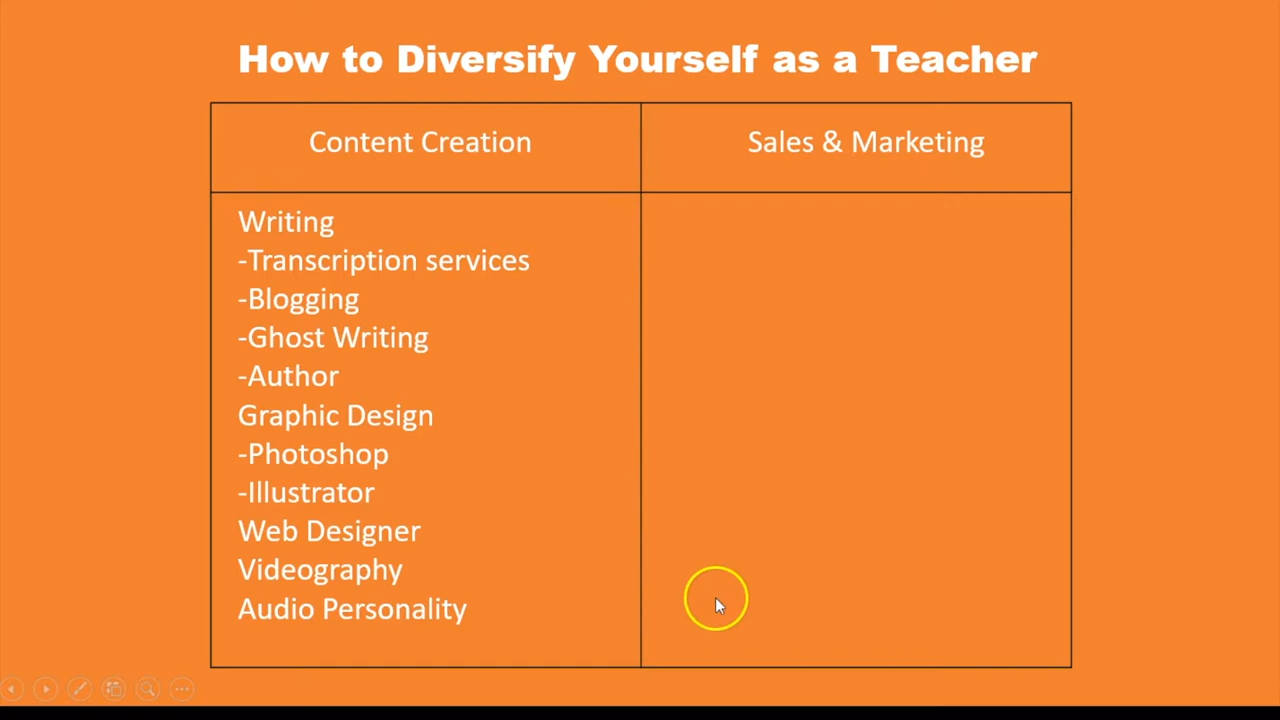 How to Diversify Yourself as a Teacher
Content Creation
Sales & Marketing
Writing
-Transcription services
-Blogging
-Ghost Writing
-Author
Graphic Design
-Photoshop
-Illustrator
Web Designer
Videography
Audio Personality